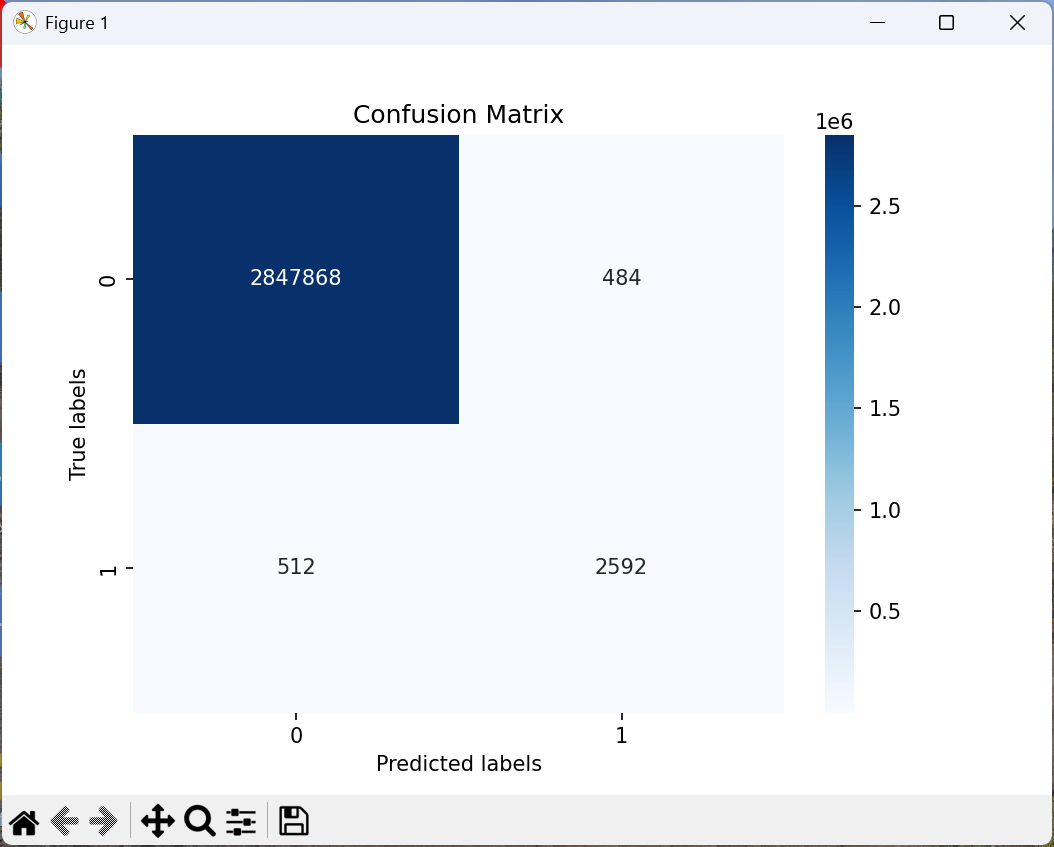 Figure 1
Confusion Matrix
1e6
2847868
484
512
2592
0
1
True labels
0
1
Predicted labels
2.5
2.0
1.5
1.0
0.5